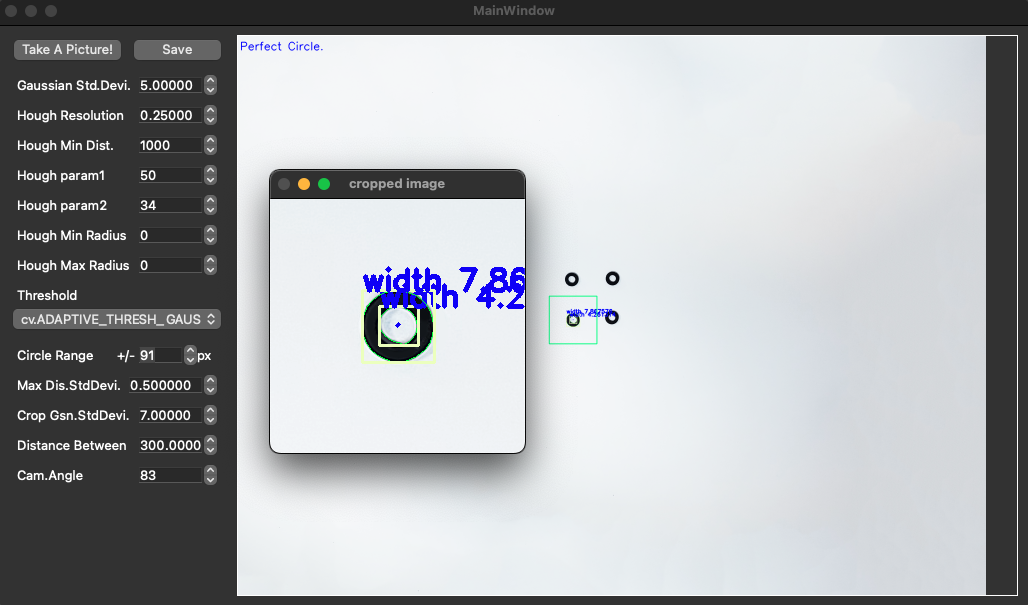 MainWindow
Take A Picture!
Save
Perfect Circle.
Gaussian Std.Devi. 5.00000
Hough Resolution 0.25000
Hough Min Dist. 1000
Hough param1 50
Hough param2 34
Hough Min Radius 0
Hough Max Radius 0
Threshold
cv.ADAPTIVE_THRESH_GAUS
Circle Range +/- 91 px
Max Dis.StdDevi. 0.500000
Crop Gsn.StdDevi. 7.00000
Distance Between 300.0000
Cam.Angle 83
cropped image
width 7.86
width 4.2